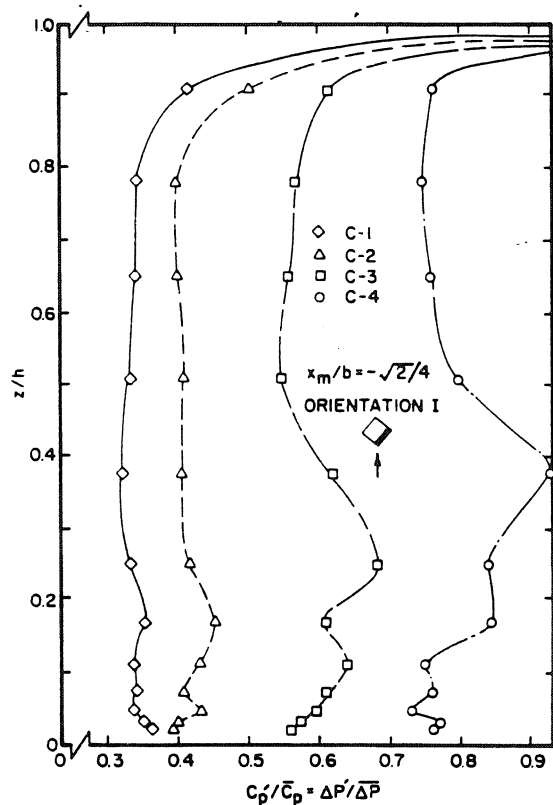 1.0
0.8
0.6
0.4
0.2
0
z/h
◇ C-1
△ C-2
□ C-3
○ C-4
x_m/b = -√2/4
ORIENTATION I
0 0.3 0.4 0.5 0.6 0.7 0.8 0.9
C_p'/C̅_p = ΔP'/Δ̅P̅